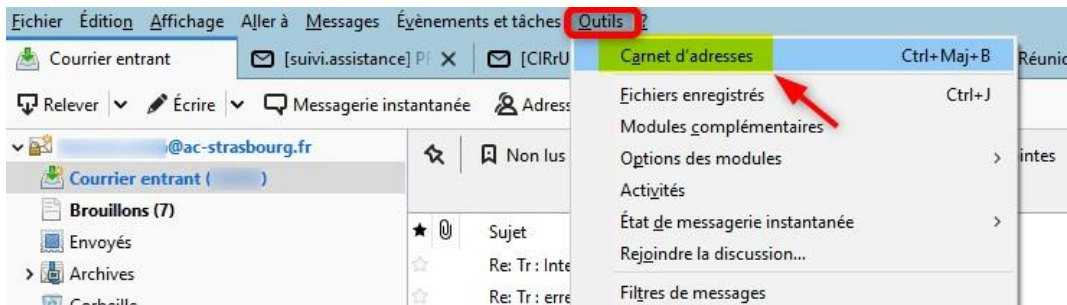 Fichier Édition Affichage Aller à Messages Évènements et tâches Outils ?
Courrier entrant [suivi.assistance] [CIRrU Réunio
Carnet d'adresses Ctrl+Maj+B
Relever Écrire Messagerie instantanée Adress
Fichiers enregistrés Ctrl+J
Modules complémentaires
@ac-strasbourg.fr
Non lus
Options des modules
intes
Courrier entrant ( )
Activités
Brouillons (7)
État de messagerie instantanée
Envoyés
Sujet
Rejoindre la discussion...
Archives
Re: Tr : Inte
Re: Tr : erre
Filtres de messages